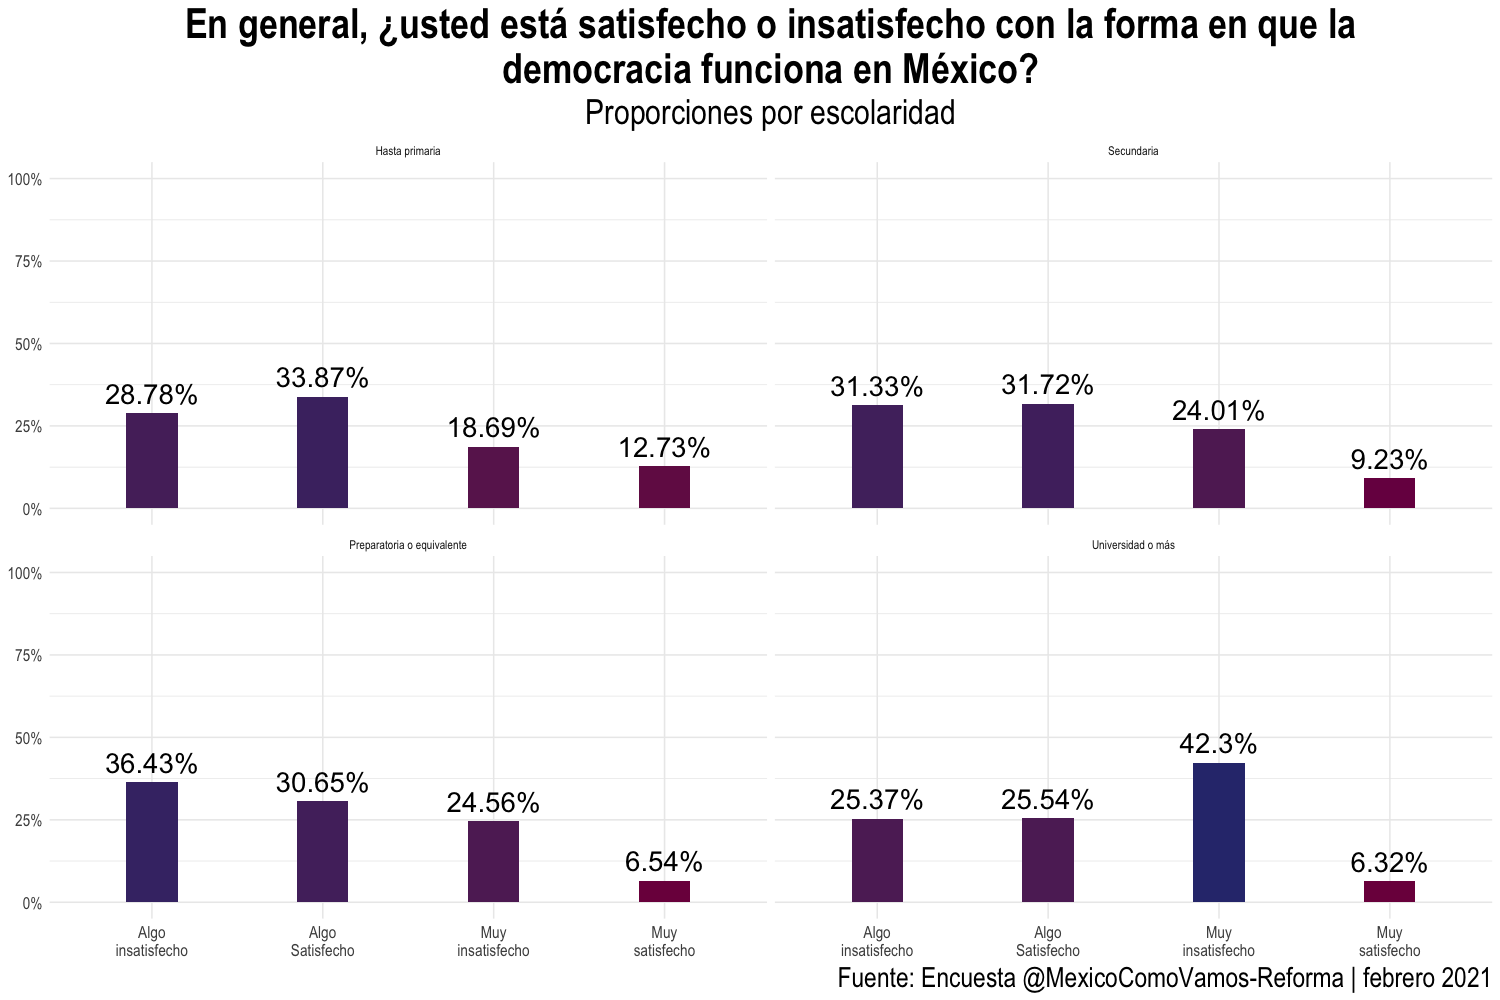 En general, ¿usted está satisfecho o insatisfecho con la forma en que la
democracia funciona en México?
Proporciones por escolaridad
Hasta primaria
100%
75%
50%
25%
0%
28.78%
33.87%
18.69%
12.73%
Secundaria
31.33%
31.72%
24.01%
9.23%
Preparatoria o equivalente
100%
75%
50%
25%
0%
36.43%
30.65%
24.56%
6.54%
Algo
insatisfecho
Algo
Satisfecho
Muy
insatisfecho
Muy
satisfecho
Universidad o más
25.37%
25.54%
42.3%
6.32%
Algo
insatisfecho
Algo
Satisfecho
Muy
insatisfecho
Muy
satisfecho
Fuente: Encuesta @MexicoComoVamos-Reforma | febrero 2021